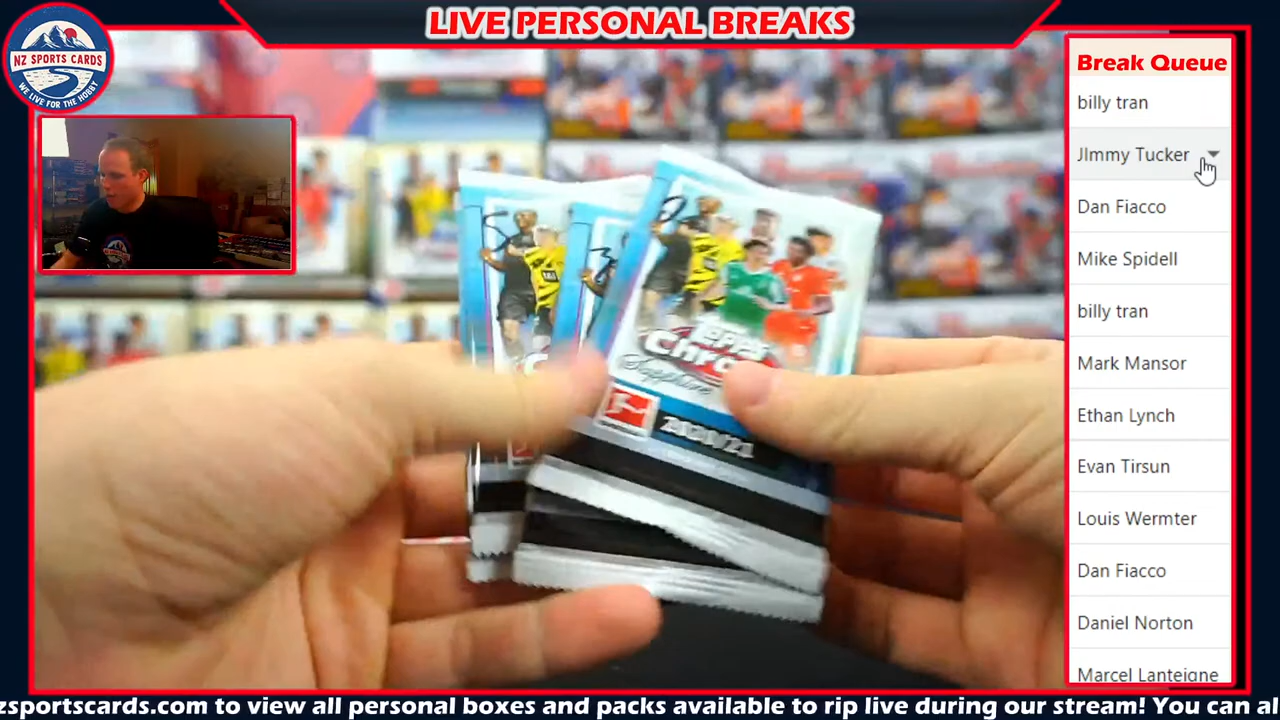 LIVE PERSONAL BREAKS
NZ SPORTS CARDS
WE LIVE FOR THE HOBBY
Break Queue
billy tran
JImmy Tucker
Dan Fiacco
Mike Spidell
billy tran
Mark Mansor
Ethan Lynch
Evan Tirsun
Louis Wermter
Dan Fiacco
Daniel Norton
Marcel Lanteigne
Topps
Chrome
Sapphire
2020/21
zsportscards.com to view all personal boxes and packs available to rip live during our stream! You can al